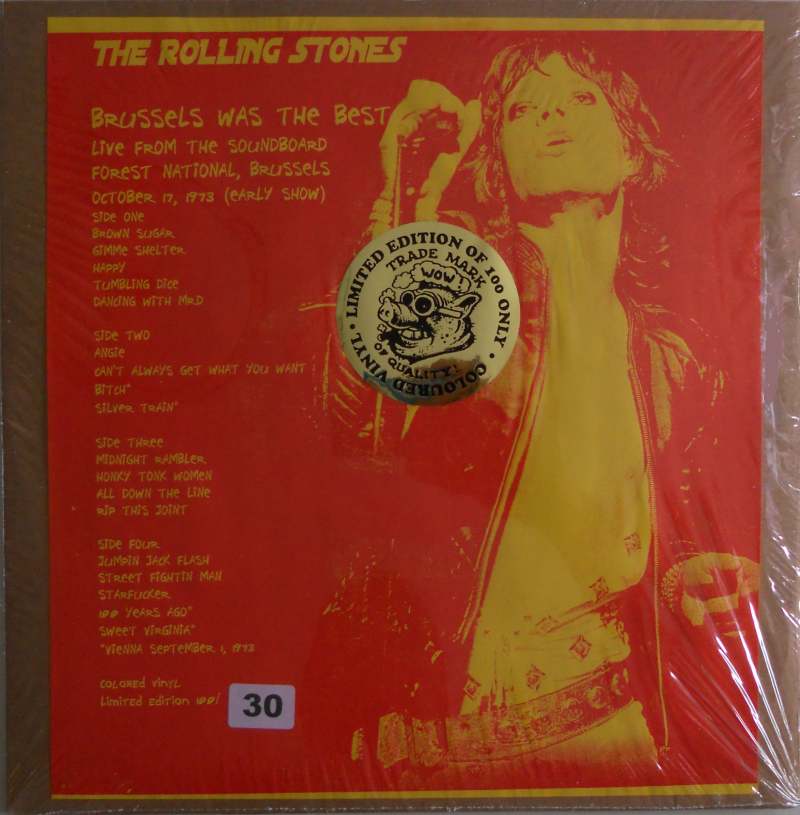 THE ROLLING STONES
BRUSSELS WAS THE BEST
LIVE FROM THE SOUNDBOARD
FOREST NATIONAL, BRUSSELS
OCTOBER 17, 1973 (EARLY SHOW)
SIDE ONE
BROWN SUGAR
GIMME SHELTER
HAPPY
TUMBLING DICE
DANCING WITH MR.D
SIDE TWO
ANGIE
CAN'T ALWAYS GET WHAT YOU WANT
BITCH*
SILVER TRAIN*
SIDE THREE
MIDNIGHT RAMBLER
HONKY TONK WOMEN
ALL DOWN THE LINE
RIP THIS JOINT
SIDE FOUR
JUMPIN JACK FLASH
STREET FIGHTIN MAN
STARFUCKER
100 YEARS AGO*
SWEET VIRGINIA*
*VIENNA SEPTEMBER 1, 1973
COLORED VINYL
LIMITED EDITION 100!
30
• LIMITED EDITION OF 100 ONLY •
COLOURED VINYL
TRADE MARK
WOW!
OF QUALITY!